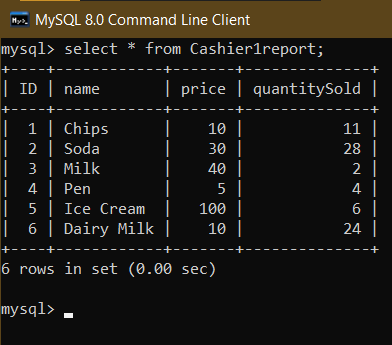 MySQL 8.0 Command Line Client
mysql> select * from Cashier1report;
+----+------------+-------+--------------+
| ID | name       | price | quantitySold |
+----+------------+-------+--------------+
|  1 | Chips      |    10 |           11 |
|  2 | Soda       |    30 |           28 |
|  3 | Milk       |    40 |            2 |
|  4 | Pen        |     5 |            4 |
|  5 | Ice Cream  |   100 |            6 |
|  6 | Dairy Milk |    10 |           24 |
+----+------------+-------+--------------+
6 rows in set (0.00 sec)
mysql>